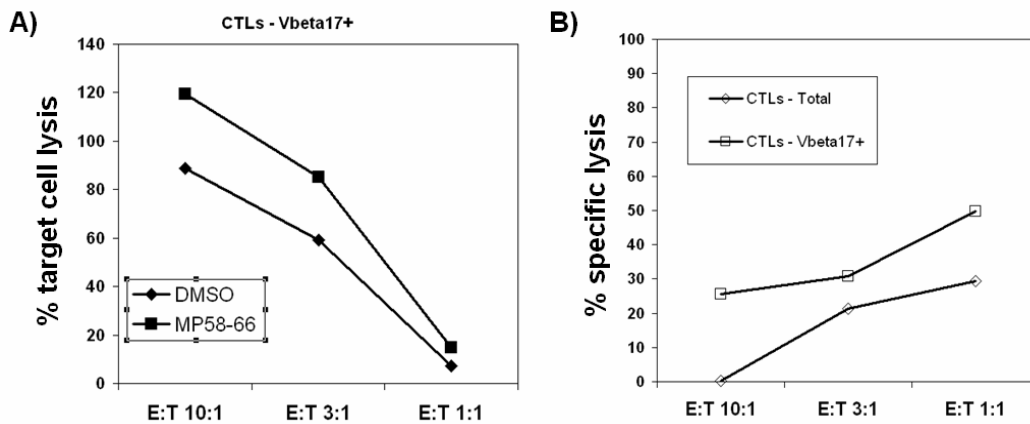 A)
CTLs - Vbeta17+
% target cell lysis
140
120
100
80
60
40
20
0
DMSO
MP58-66
E:T 10:1 E:T 3:1 E:T 1:1
B)
% specific lysis
100
90
80
70
60
50
40
30
20
10
0
CTLs - Total
CTLs - Vbeta17+
E:T 10:1 E:T 3:1 E:T 1:1